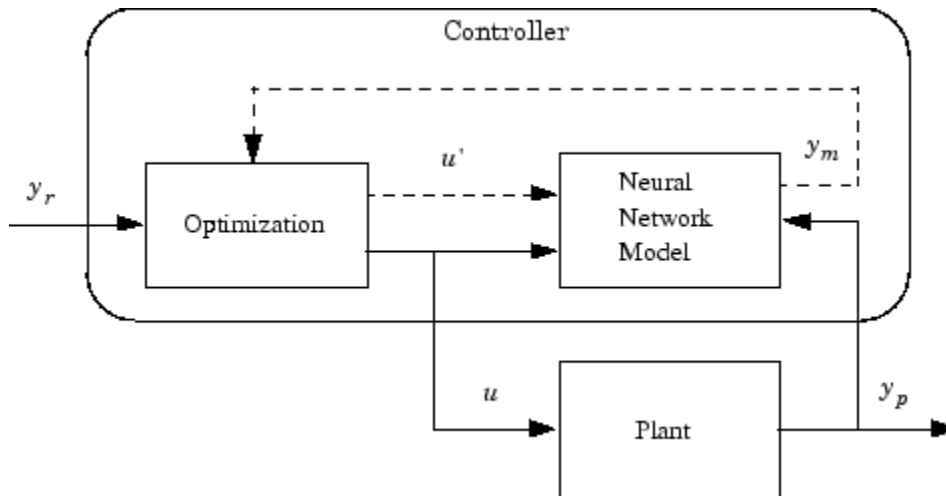 Controller
y_m
u'
y_r
Optimization
Neural
Network
Model
u
y_p
Plant